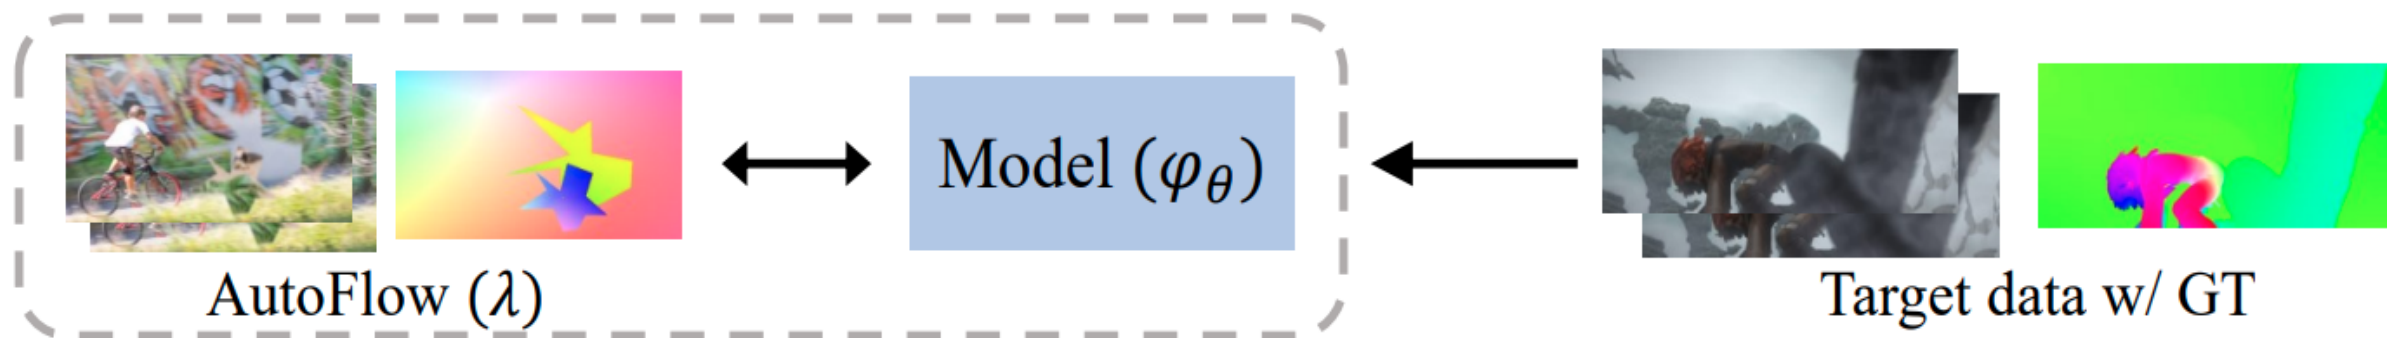 Model (φθ)
AutoFlow (λ)
Target data w/ GT